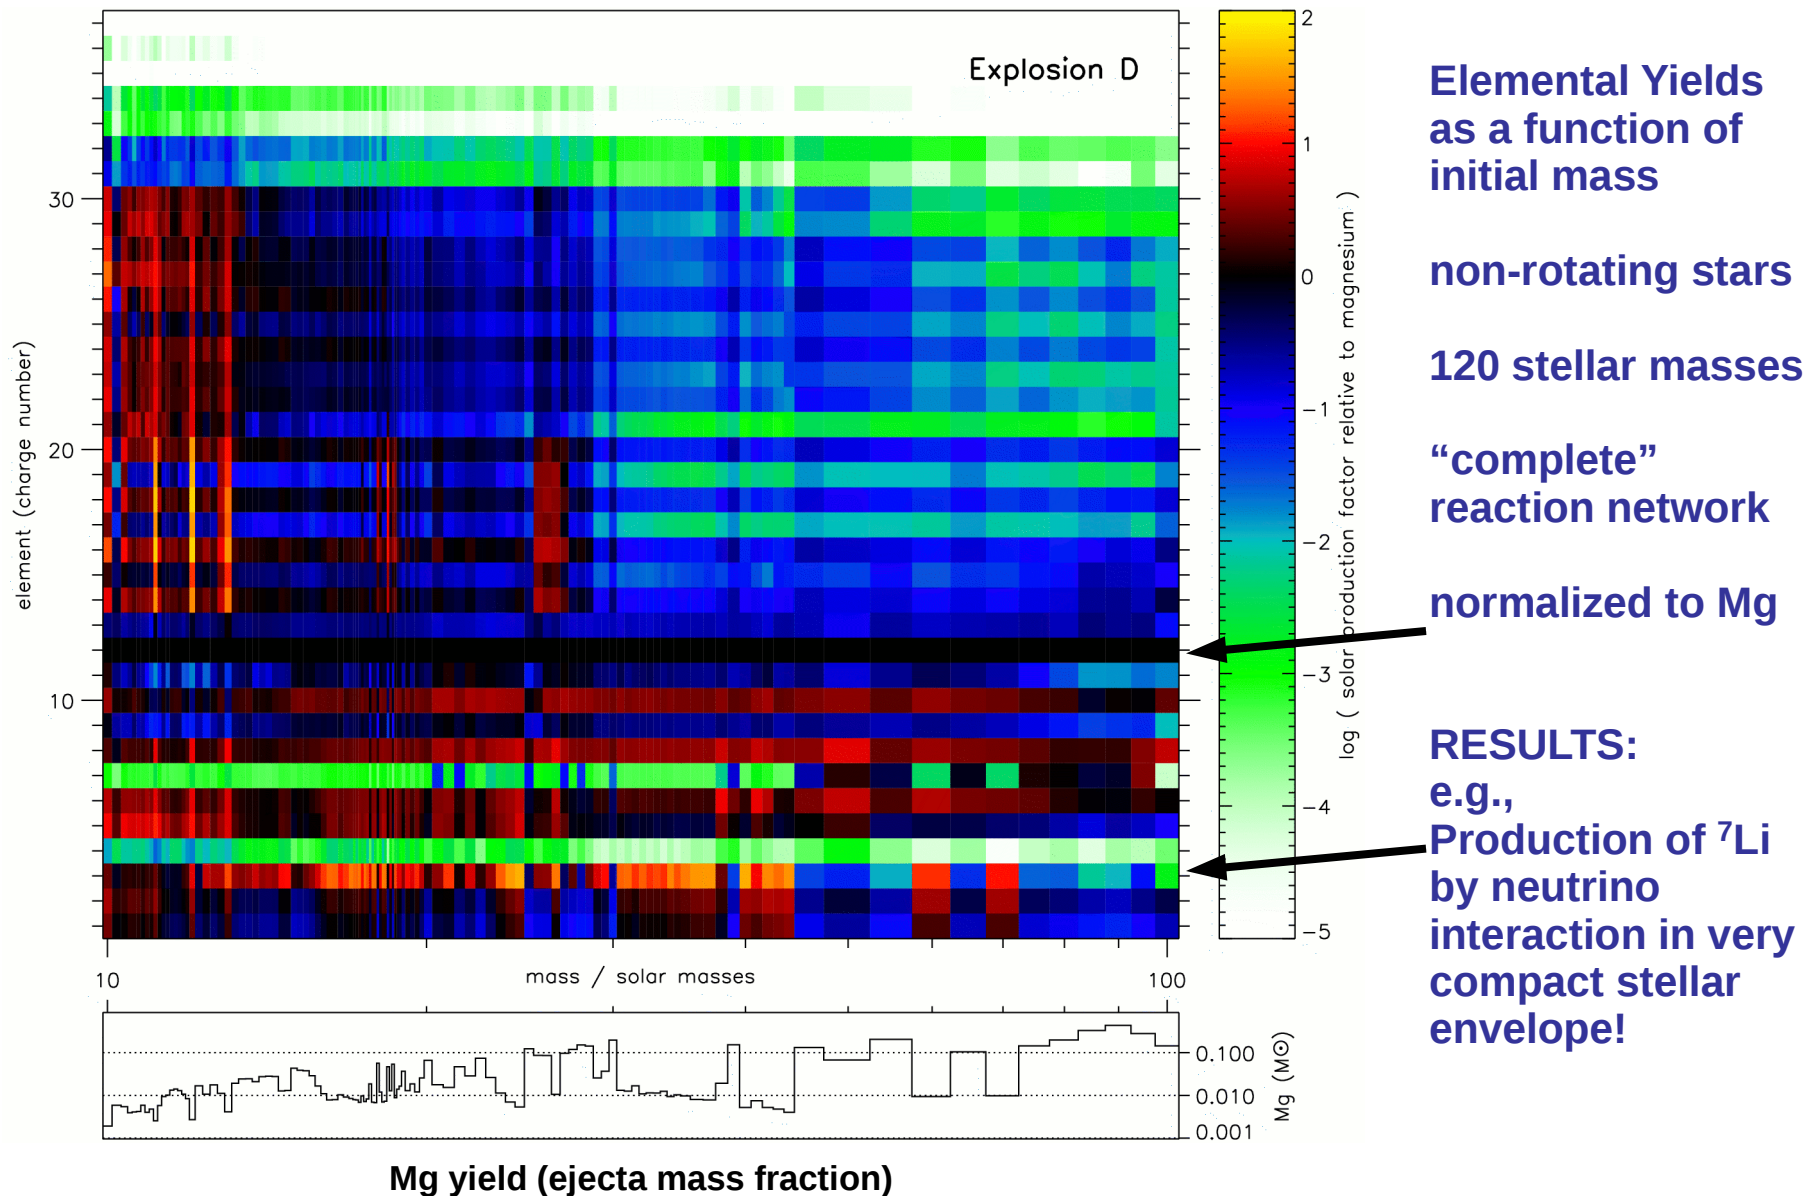 Explosion D
30
20
10
element (charge number)
10
mass / solar masses
100
2
1
0
−1
−2
−3
−4
−5
log ( solar production factor relative to magnesium )
0.100
0.010
0.001
Mg (M⊙)
Mg yield (ejecta mass fraction)
Elemental Yields
as a function of
initial mass
non-rotating stars
120 stellar masses
“complete”
reaction network
normalized to Mg
RESULTS:
e.g.,
Production of ⁷Li
by neutrino
interaction in very
compact stellar
envelope!